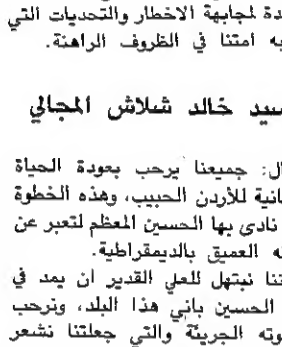 دة لمجابهة الاخطار والتحديات التي
به امتنا في الظروف الراهنة.
سيد خالد شلاش المجالي
ال: جميعنا يرحب بعودة الحياة
انية للأردن الحبيب، وهذه الخطوة
نادى بها الحسين المعظم لتعبر عن
ه العميق بالديمقراطية.
تنا نبتهل للعلي القدير ان يمد في
الحسين باني هذا البلد، ونرحب
وته الجريئة والتي جعلتنا نشعر